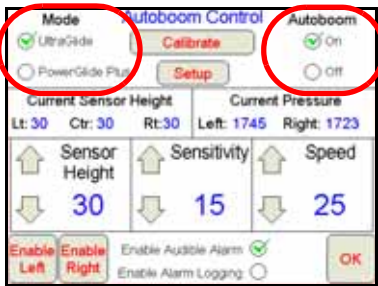 Mode
Autoboom Control
Autoboom
UltraGlide
Calibrate
On
PowerGlide Plus
Setup
Off
Current Sensor Height
Current Pressure
Lt: 30 Ctr: 30 Rt:30
Left: 1745 Right: 1723
Sensor Height
Sensitivity
Speed
30
15
25
Enable Left
Enable Right
Enable Audible Alarm
Enable Alarm Logging
OK